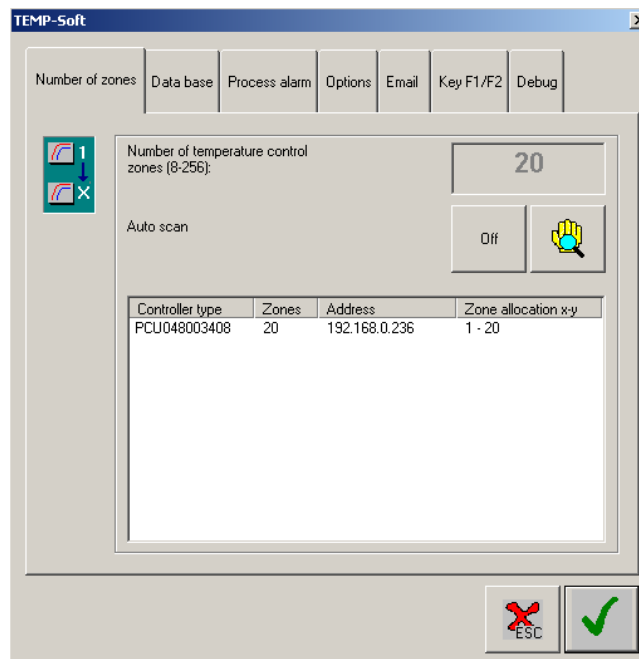 TEMP-Soft
Number of zones Data base Process alarm Options Email Key F1/F2 Debug
1
X
Number of temperature control
zones (8-256):
20
Auto scan
Off
Controller type Zones Address Zone allocation x-y
PCU048003408 20 192.168.0.236 1 - 20
ESC